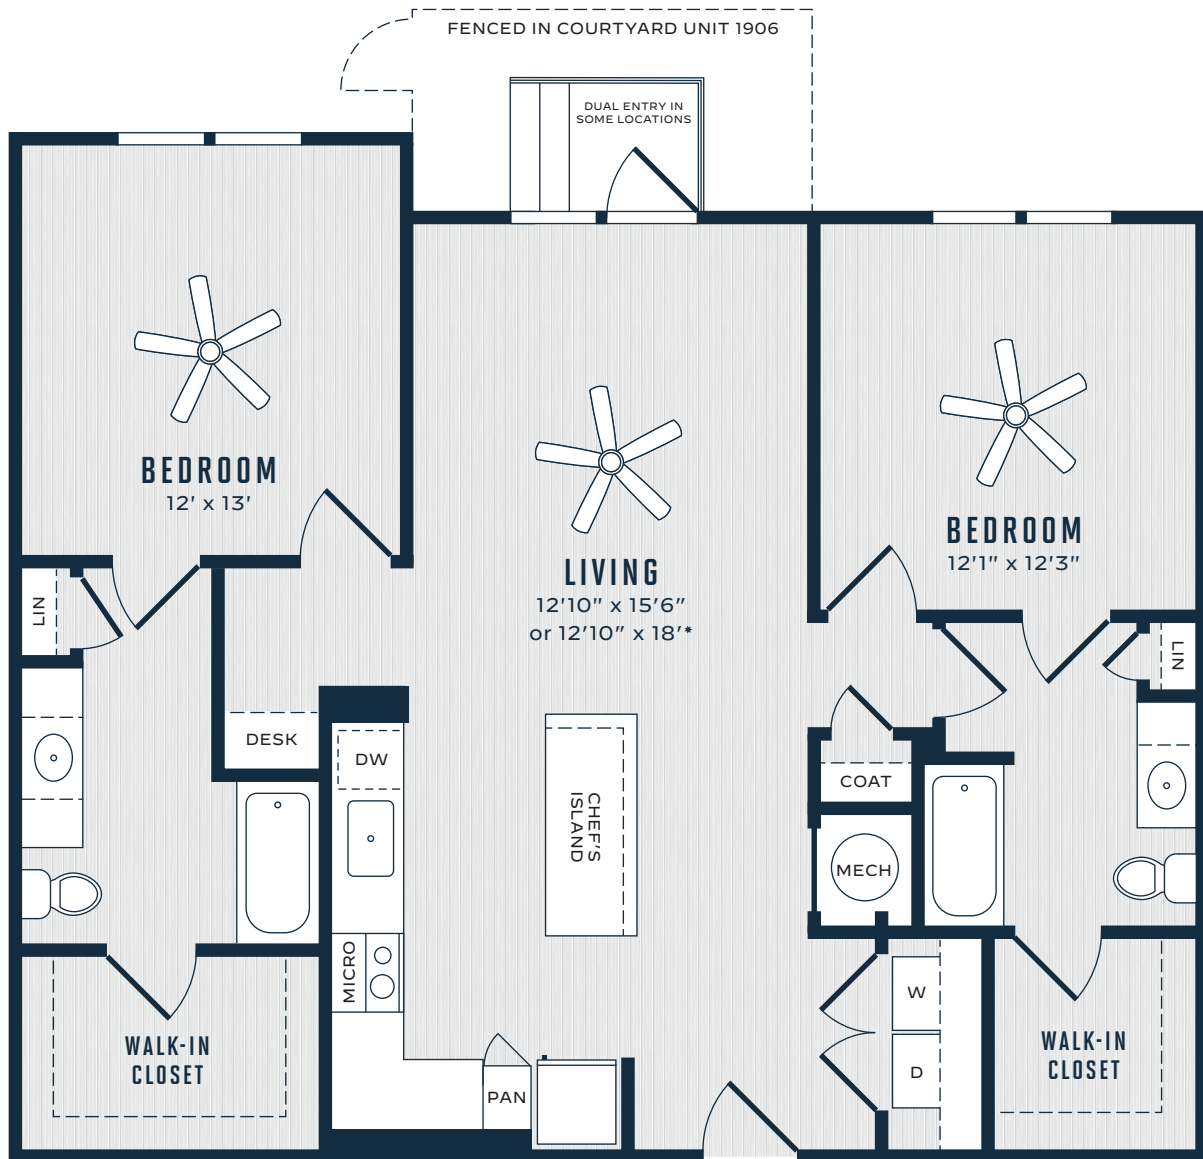 FENCED IN COURTYARD UNIT 1906
DUAL ENTRY IN
SOME LOCATIONS
BEDROOM
12' x 13'
LIVING
12'10" x 15'6"
or 12'10" x 18'*
BEDROOM
12'1" x 12'3"
LIN
LIN
DESK
DW
CHEF'S
ISLAND
COAT
MECH
MICRO
W
D
PAN
WALK-IN
CLOSET
WALK-IN
CLOSET